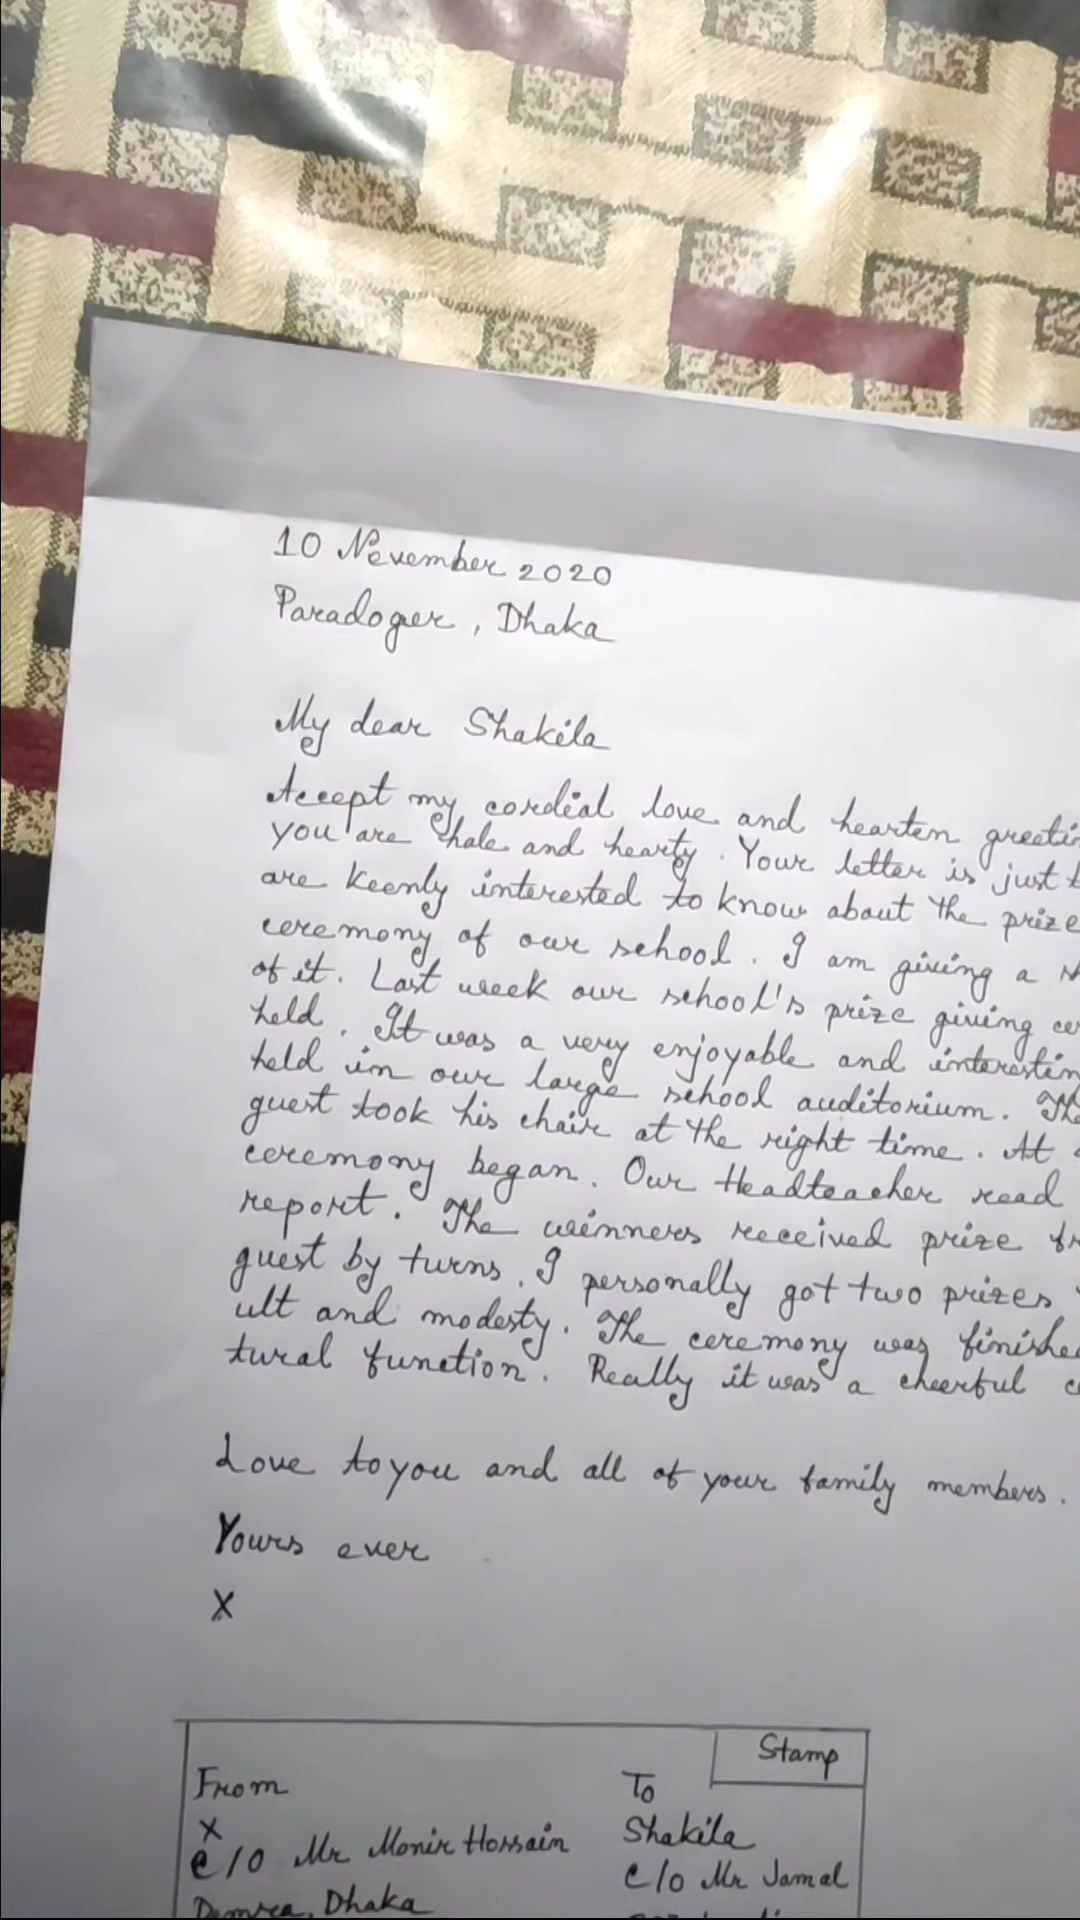 10 November 2020
Paradoger, Dhaka
My dear Shakila
Accept my cordial love and hearten
you are hale and hearty. Your letter is just
are keenly interested to know about the prize
ceremony of our school. I am giving a
of it. Last week our school's prize giving
held. It was a very enjoyable and
held in our large school auditorium.
guest took his chair at the right time. At
ceremony began. Our Headteacher read
report. The winners received prize
guest by turns. I personally got two prizes
ult and modesty. The ceremony was
tural function. Really it was a cheerful
Love to you and all of your family members.
Yours ever
X
Stamp
From
To
X
Shakila
C/O Mr Monir Hossain
C/o Mr Jamal
Demra, Dhaka